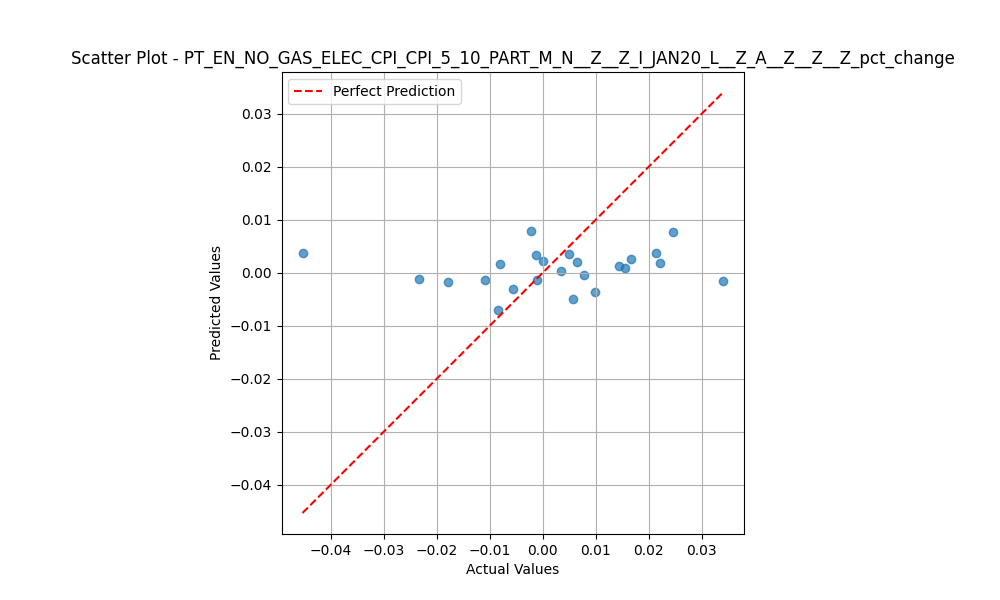 Scatter Plot - PT_EN_NO_GAS_ELEC_CPI_CPI_5_10_PART_M_N__Z__Z_I_JAN20_L__Z_A__Z__Z__Z_pct_change
Perfect Prediction
0.03
0.02
0.01
0.00
−0.01
−0.02
−0.03
−0.04
Predicted Values
−0.04 −0.03 −0.02 −0.01 0.00 0.01 0.02 0.03
Actual Values